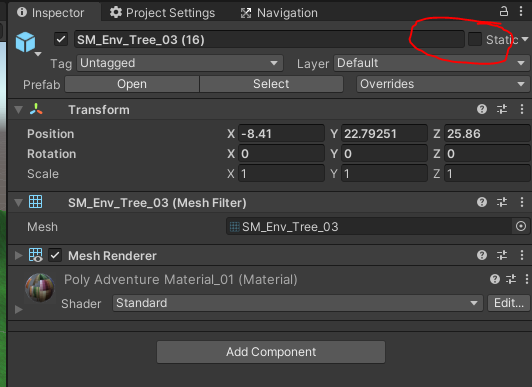 Inspector Project Settings Navigation
SM_Env_Tree_03 (16) Static
Tag Untagged Layer Default
Prefab Open Select Overrides
Transform
Position X -8.41 Y 22.79251 Z 25.86
Rotation X 0 Y 0 Z 0
Scale X 1 Y 1 Z 1
SM_Env_Tree_03 (Mesh Filter)
Mesh SM_Env_Tree_03
Mesh Renderer
Poly Adventure Material_01 (Material)
Shader Standard Edit...
Add Component